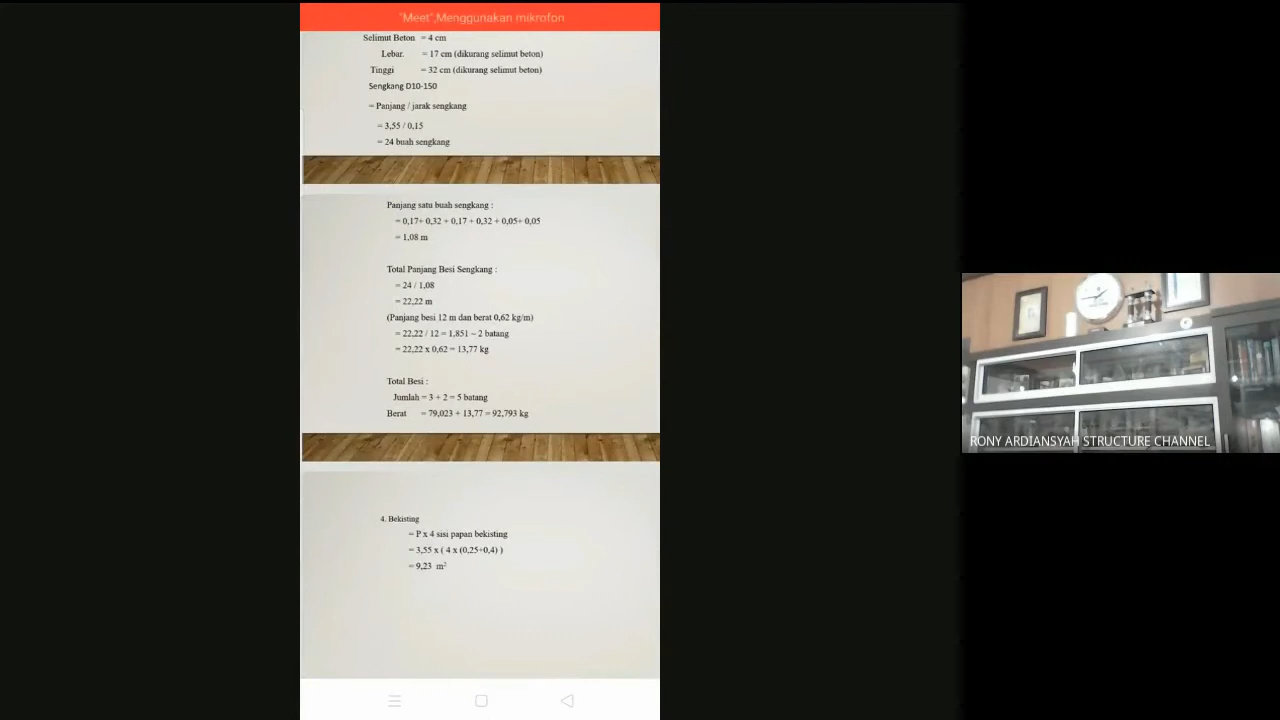 "Meet",Menggunakan mikrofon
Selimut Beton = 4 cm
Lebar. = 17 cm (dikurang selimut beton)
Tinggi = 32 cm (dikurang selimut beton)
Sengkang D10-150
= Panjang / jarak sengkang
= 3,55 / 0,15
= 24 buah sengkang
Panjang satu buah sengkang :
= 0,17+ 0,32 + 0,17 + 0,32 + 0,05+ 0,05
= 1,08 m
Total Panjang Besi Sengkang :
= 24 / 1,08
= 22,22 m
(Panjang besi 12 m dan berat 0,62 kg/m)
= 22,22 / 12 = 1,851 ~ 2 batang
= 22,22 x 0,62 = 13,77 kg
Total Besi :
Jumlah = 3 + 2 = 5 batang
Berat = 79,023 + 13,77 = 92,793 kg
4. Bekisting
= P x 4 sisi papan bekisting
= 3,55 x ( 4 x (0,25+0,4) )
= 9,23 m²
RONY ARDIANSYAH STRUCTURE CHANNEL